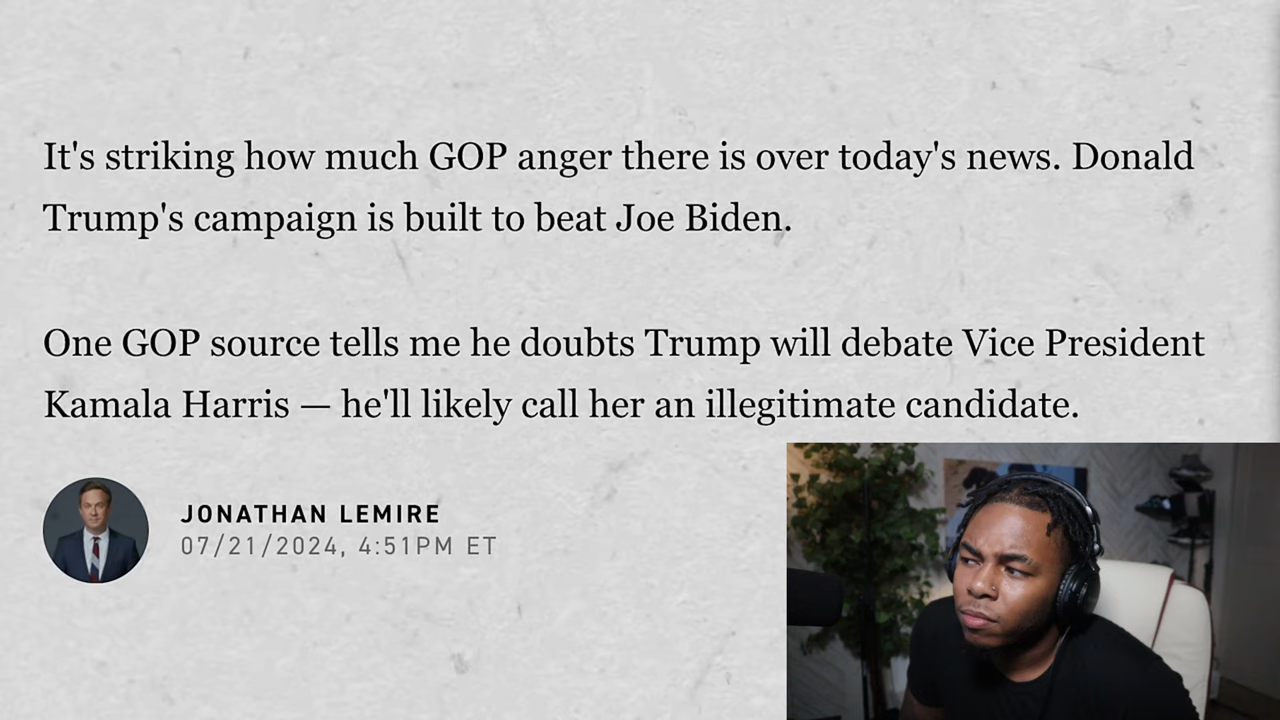 It's striking how much GOP anger there is over today's news. Donald
Trump's campaign is built to beat Joe Biden.
One GOP source tells me he doubts Trump will debate Vice President
Kamala Harris — he'll likely call her an illegitimate candidate.
JONATHAN LEMIRE
07/21/2024, 4:51PM ET